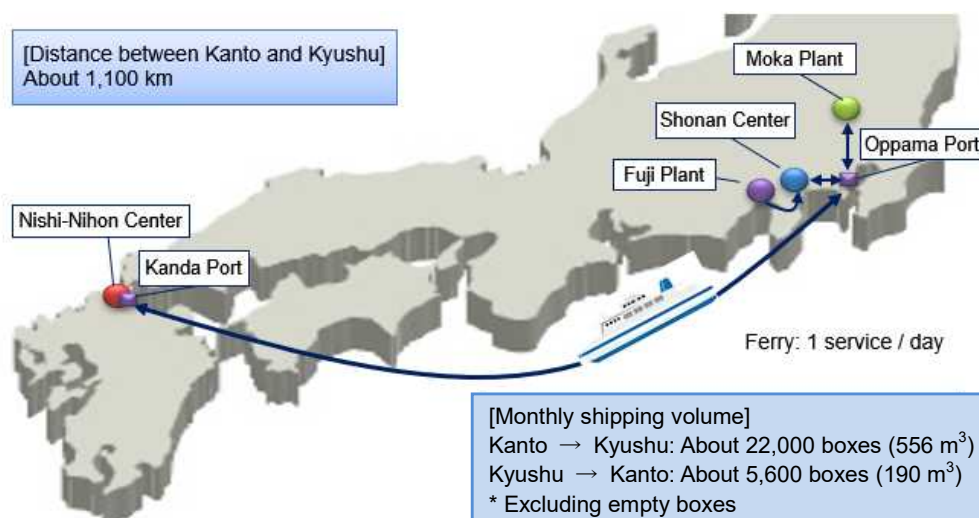 [Distance between Kanto and Kyushu]
About 1,100 km
Moka Plant
Shonan Center
Oppama Port
Fuji Plant
Nishi-Nihon Center
Kanda Port
Ferry: 1 service / day
[Monthly shipping volume]
Kanto → Kyushu: About 22,000 boxes (556 m³)
Kyushu → Kanto: About 5,600 boxes (190 m³)
* Excluding empty boxes